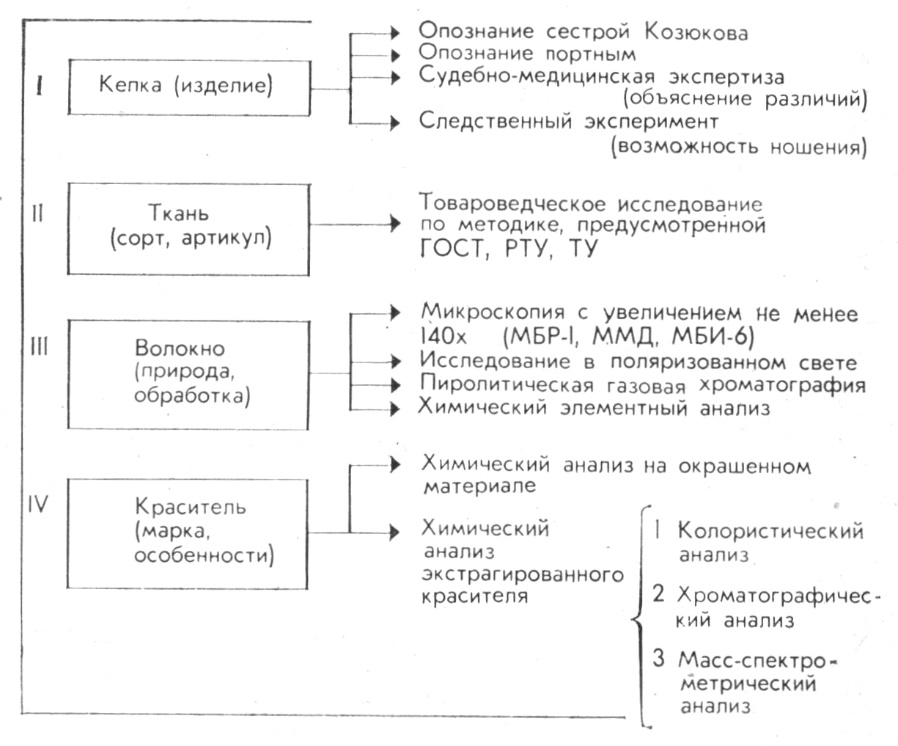 I
Кепка (изделие)
Опознание сестрой Козюкова
Опознание портным
Судебно-медицинская экспертиза
(объяснение различий)
Следственный эксперимент
(возможность ношения)
II
Ткань
(сорт, артикул)
Товароведческое исследование
по методике, предусмотренной
ГОСТ, РТУ, ТУ
III
Волокно
(природа,
обработка)
Микроскопия с увеличением не менее
140х (МБР-I, ММД, МБИ-6)
Исследование в поляризованном свете
Пиролитическая газовая хроматография
Химический элементный анализ
IV
Краситель
(марка,
особенности)
Химический анализ на окрашенном
материале
Химический
анализ
экстрагированного
красителя
1 Колористический
анализ
2 Хроматографичес-
кий анализ
3 Масс-спектро-
метрический
анализ